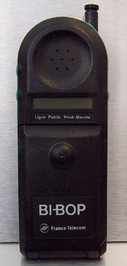 Ligne Public Privé Marche
BI-BOP
France Telecom